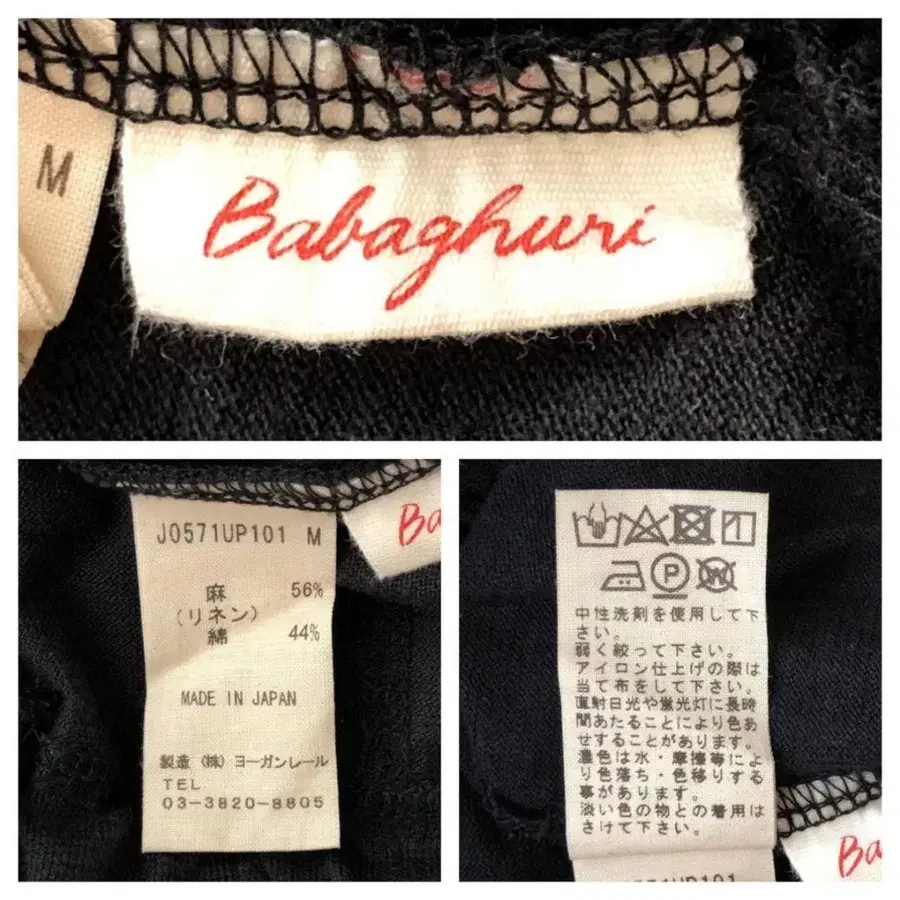 M
Babaghuri
J0571UP101 M
麻 56%
(リネン)
綿 44%
MADE IN JAPAN
製造 (株) ヨーガンレール
TEL
03-3820-8805
Ba
P
W
中性洗剤を使用して下
さい。
弱く絞って下さい。
アイロン仕上げの際は
当て布をして下さい。
直射日光や蛍光灯に長時
間あたることにより色あ
せすることがあります。
濃色は水・摩擦等によ
り色落ち・色移りする
事があります。
淡い色の物との着用は
さけて下さい。
Ba